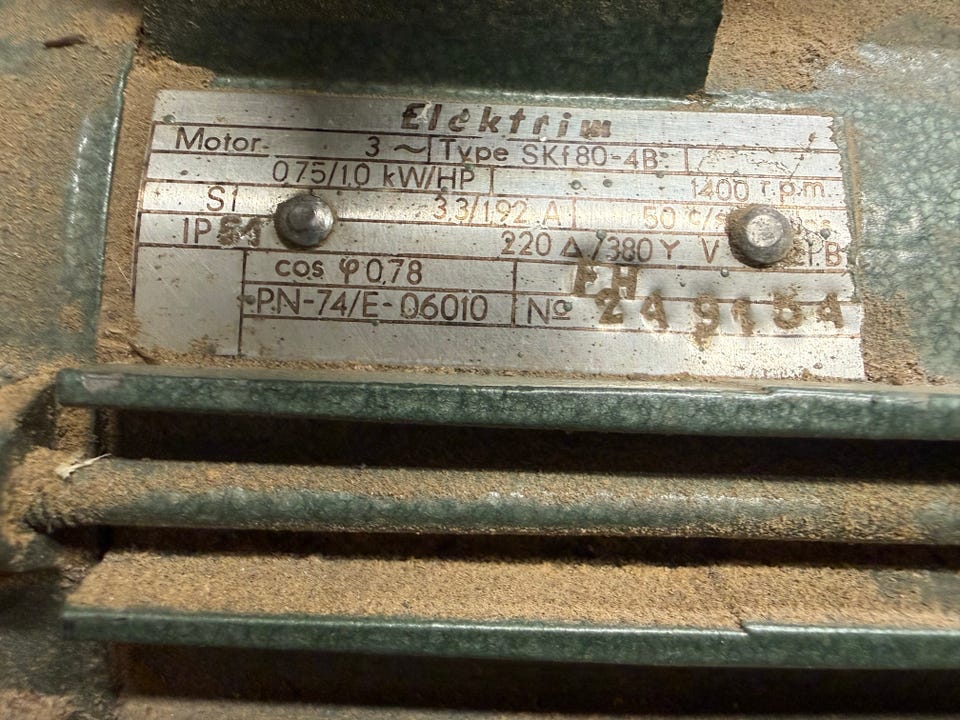 Elektrim
Motor 3 ~ Type SKf80-4B
0,75/1,0 kW/HP 1400 r.p.m
S1 3,3/1,92 A 50 c/s
IP 54 220 Δ/380 Y V B
cos φ 0,78
PN-74/E-06010 EH
№ 249154